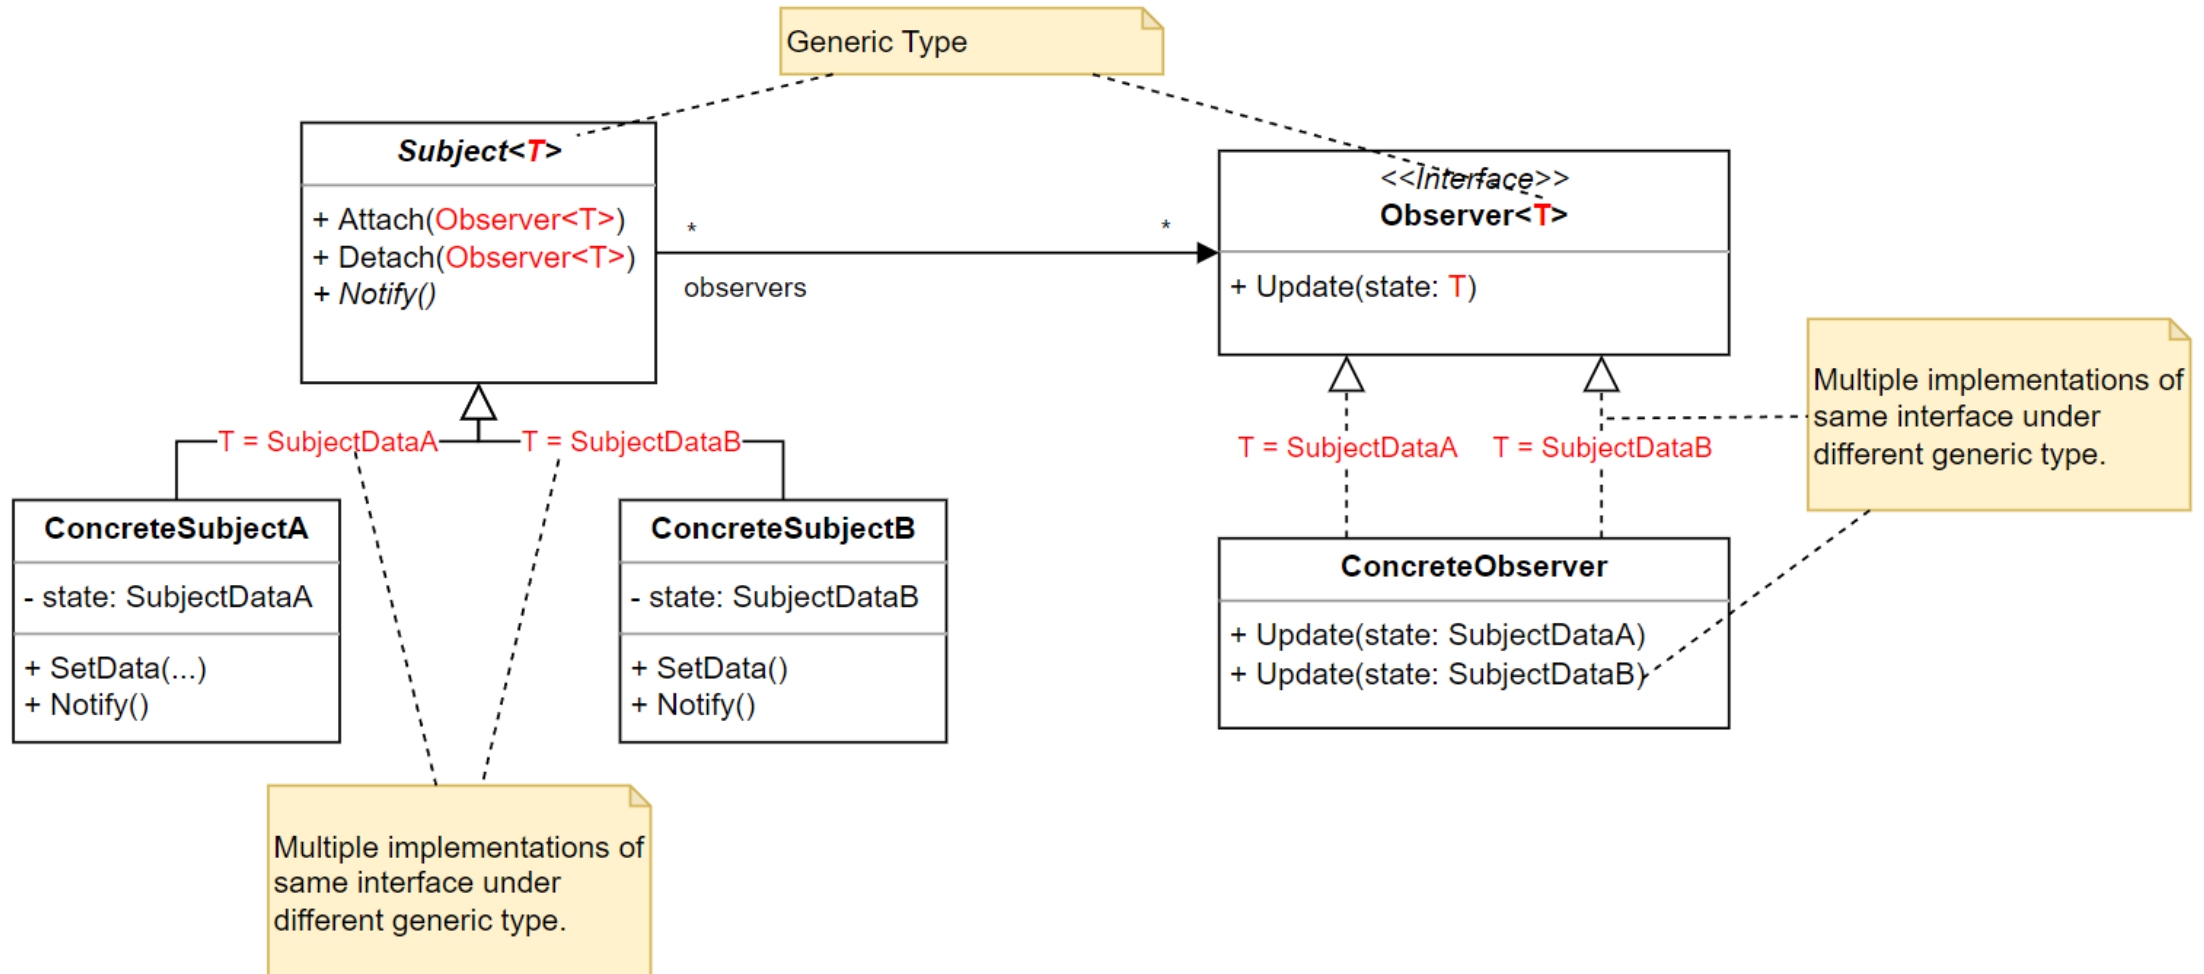 Generic Type
Subject<T>
+ Attach(Observer<T>)
+ Detach(Observer<T>)
+ Notify()
*
*
observers
<<Interface>>
Observer<T>
+ Update(state: T)
Multiple implementations of
same interface under
different generic type.
T = SubjectDataA
T = SubjectDataB
T = SubjectDataA
T = SubjectDataB
ConcreteSubjectA
- state: SubjectDataA
+ SetData(...)
+ Notify()
ConcreteSubjectB
- state: SubjectDataB
+ SetData()
+ Notify()
ConcreteObserver
+ Update(state: SubjectDataA)
+ Update(state: SubjectDataB)
Multiple implementations of
same interface under
different generic type.